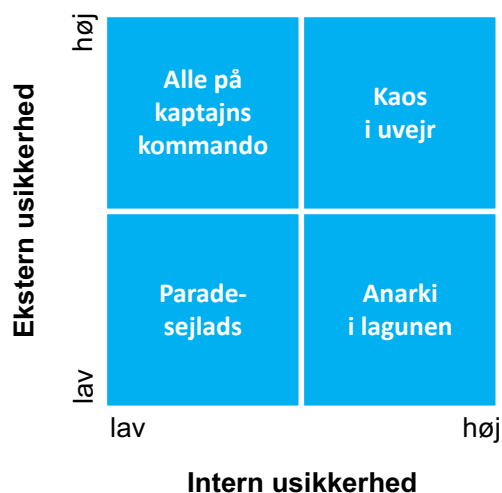 Ekstern usikkerhed
høj
lav
Alle på
kaptajns
kommando
Kaos
i uvejr
Parade-
sejlads
Anarki
i lagunen
lav
høj
Intern usikkerhed